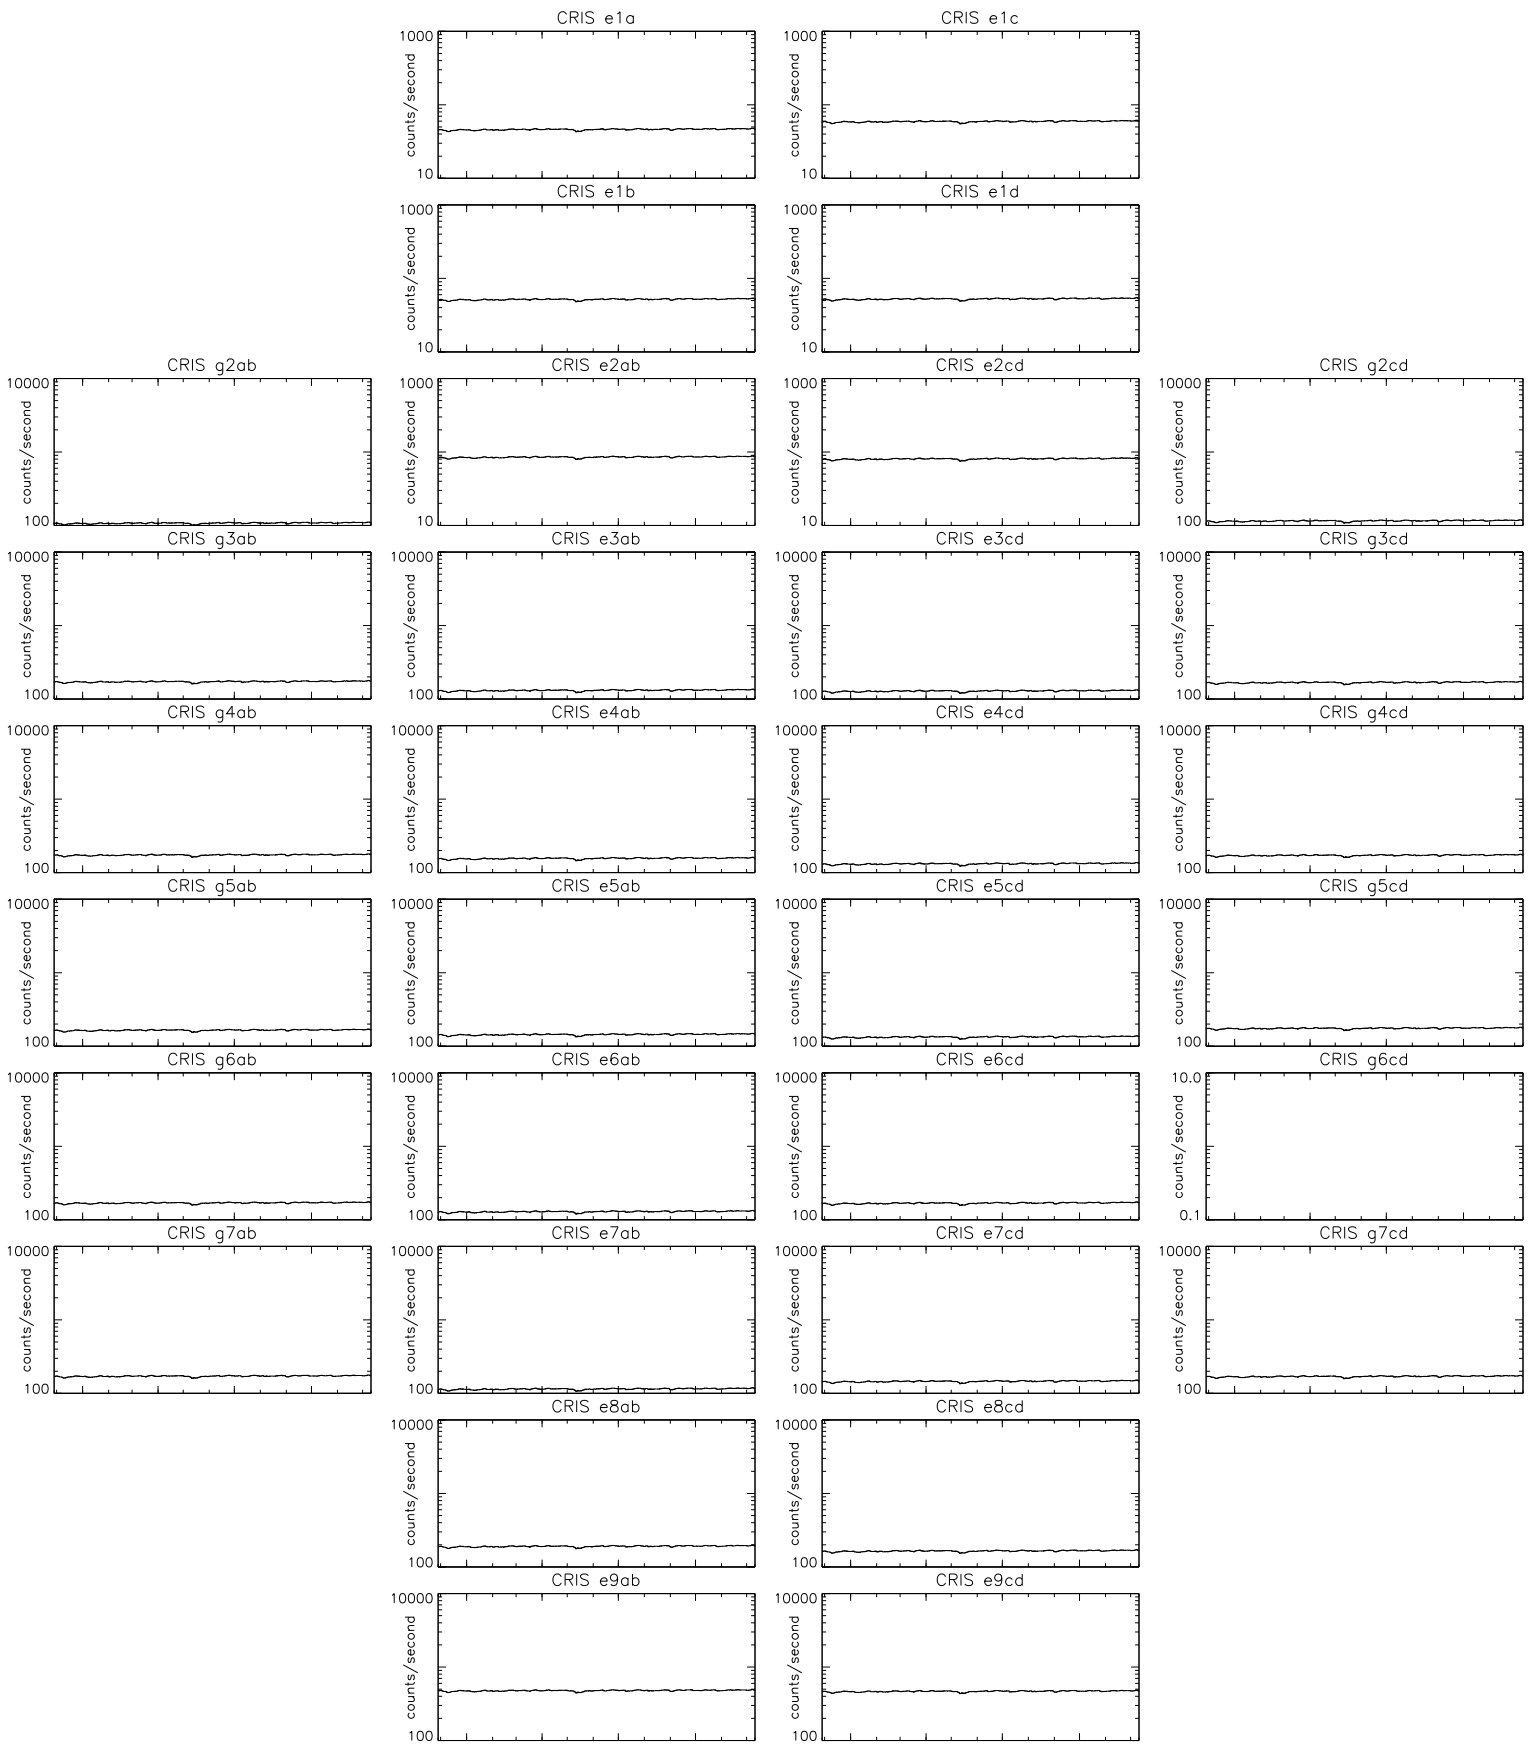 CRIS e1a
CRIS e1c
1000
counts/second
10
1000
counts/second
10
CRIS e1b
CRIS e1d
1000
counts/second
10
1000
counts/second
10
CRIS g2ab
CRIS e2ab
CRIS e2cd
CRIS g2cd
10000
counts/second
100
1000
counts/second
10
1000
counts/second
10
10000
counts/second
100
CRIS g3ab
CRIS e3ab
CRIS e3cd
CRIS g3cd
10000
counts/second
100
10000
counts/second
100
10000
counts/second
100
10000
counts/second
100
CRIS g4ab
CRIS e4ab
CRIS e4cd
CRIS g4cd
10000
counts/second
100
10000
counts/second
100
10000
counts/second
100
10000
counts/second
100
CRIS g5ab
CRIS e5ab
CRIS e5cd
CRIS g5cd
10000
counts/second
100
10000
counts/second
100
10000
counts/second
100
10000
counts/second
100
CRIS g6ab
CRIS e6ab
CRIS e6cd
CRIS g6cd
10000
counts/second
100
10000
counts/second
100
10000
counts/second
100
10.0
counts/second
0.1
CRIS g7ab
CRIS e7ab
CRIS e7cd
CRIS g7cd
10000
counts/second
100
10000
counts/second
100
10000
counts/second
100
10000
counts/second
100
CRIS e8ab
CRIS e8cd
10000
counts/second
100
10000
counts/second
100
CRIS e9ab
CRIS e9cd
10000
counts/second
100
10000
counts/second
100